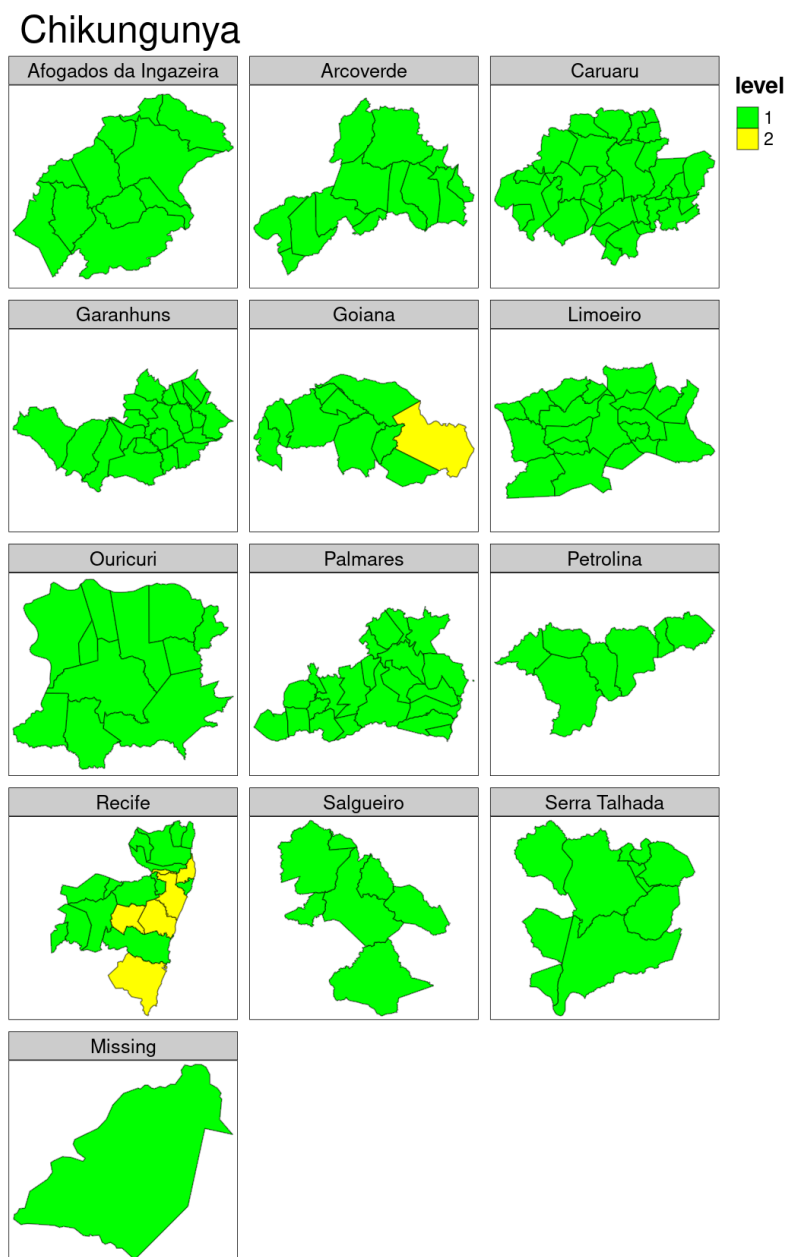 Chikungunya
Afogados da Ingazeira
Arcoverde
Caruaru
level
1
2
Garanhuns
Goiana
Limoeiro
Ouricuri
Palmares
Petrolina
Recife
Salgueiro
Serra Talhada
Missing